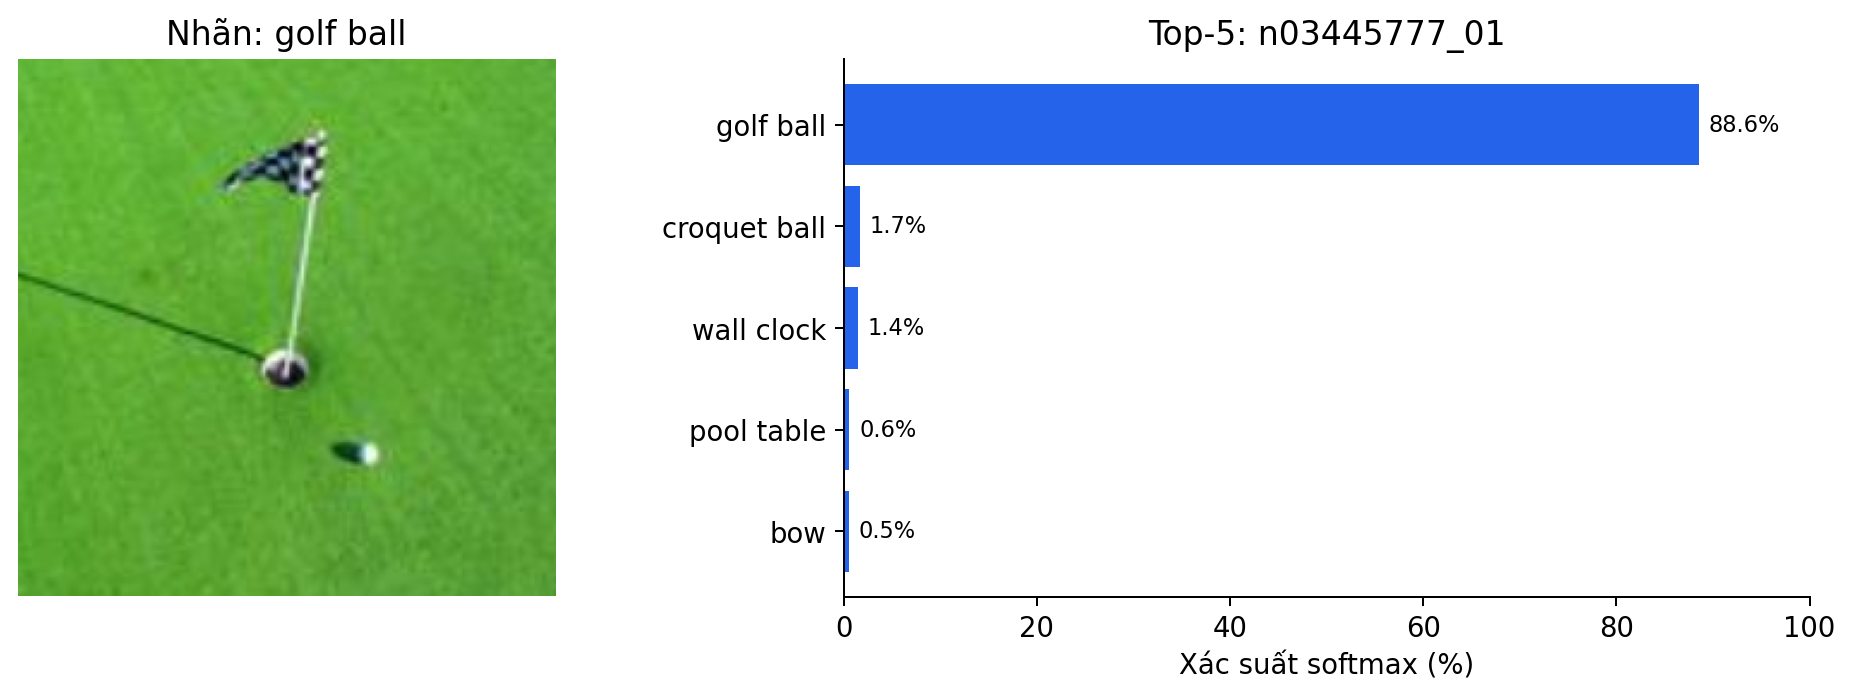 Nhãn: golf ball
Top-5: n03445777_01
golf ball
88.6%
croquet ball
1.7%
wall clock
1.4%
pool table
0.6%
bow
0.5%
0 20 40 60 80 100
Xác suất softmax (%)